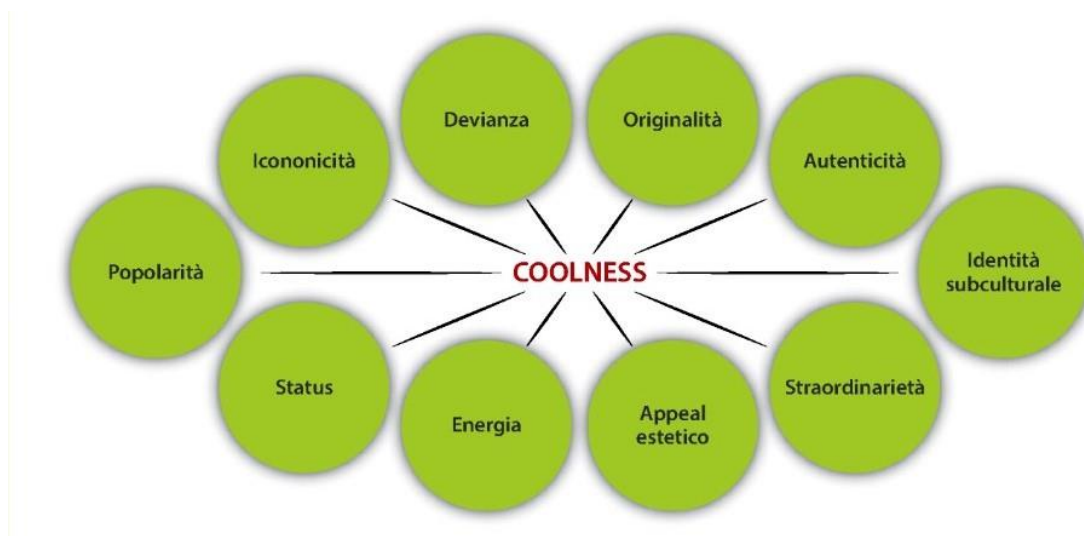 Devianza
Originalità
Icononicità
Autenticità
Popolarità
COOLNESS
Identità
subculturale
Status
Straordinarietà
Energia
Appeal
estetico